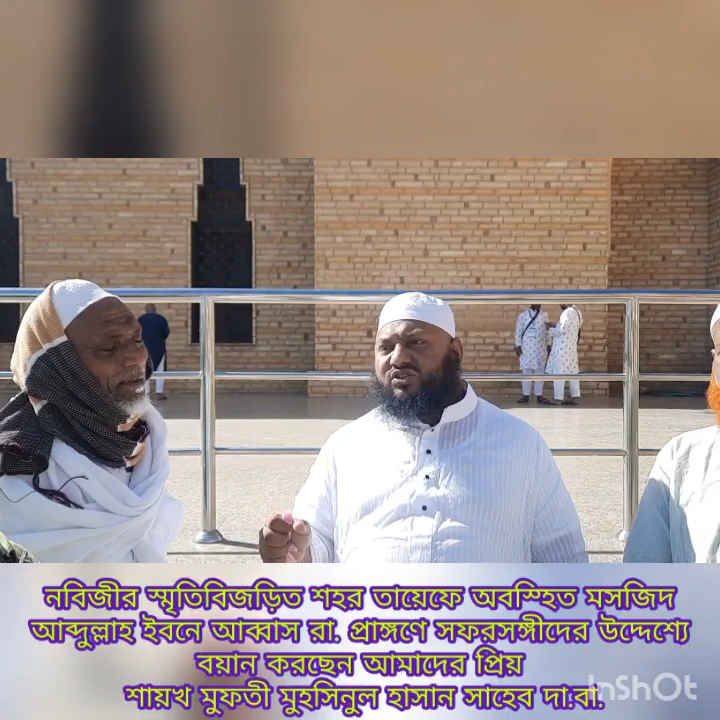 নবিজীর স্মৃতিবিজড়িত শহর তায়েফে অবস্হিত মসজিদ
আব্দুল্লাহ ইবনে আব্বাস রা. প্রাঙ্গণে সফরসঙ্গীদের উদ্দেশ্যে
বয়ান করছেন আমাদের প্রিয়
শায়খ মুফতী মুহসিনুল হাসান সাহেব দা.বা.
InShOt